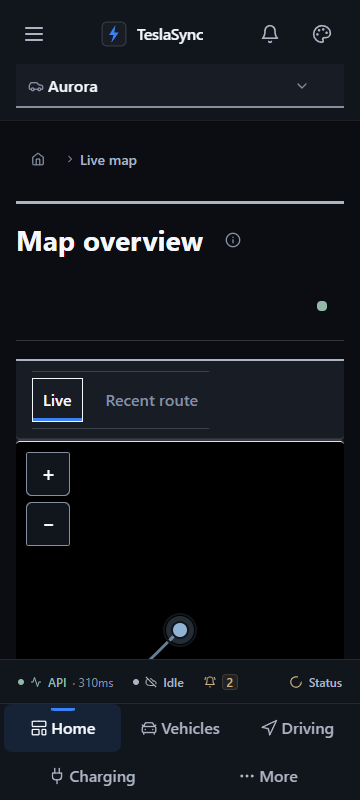 TeslaSync
Aurora
Live map
Map overview
Live Recent route
+
−
API · 310ms Idle 2 Status
Home Vehicles Driving
Charging More